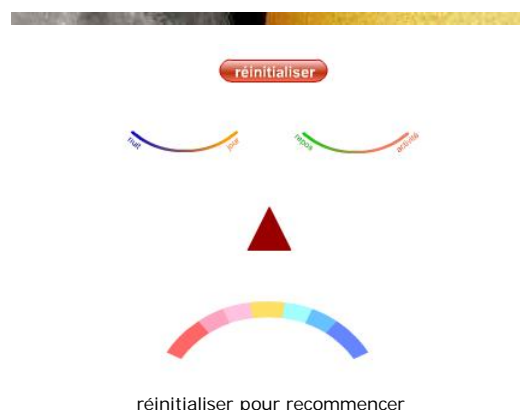 réinitialiser
nuit jour repos activité
réinitialiser pour recommencer